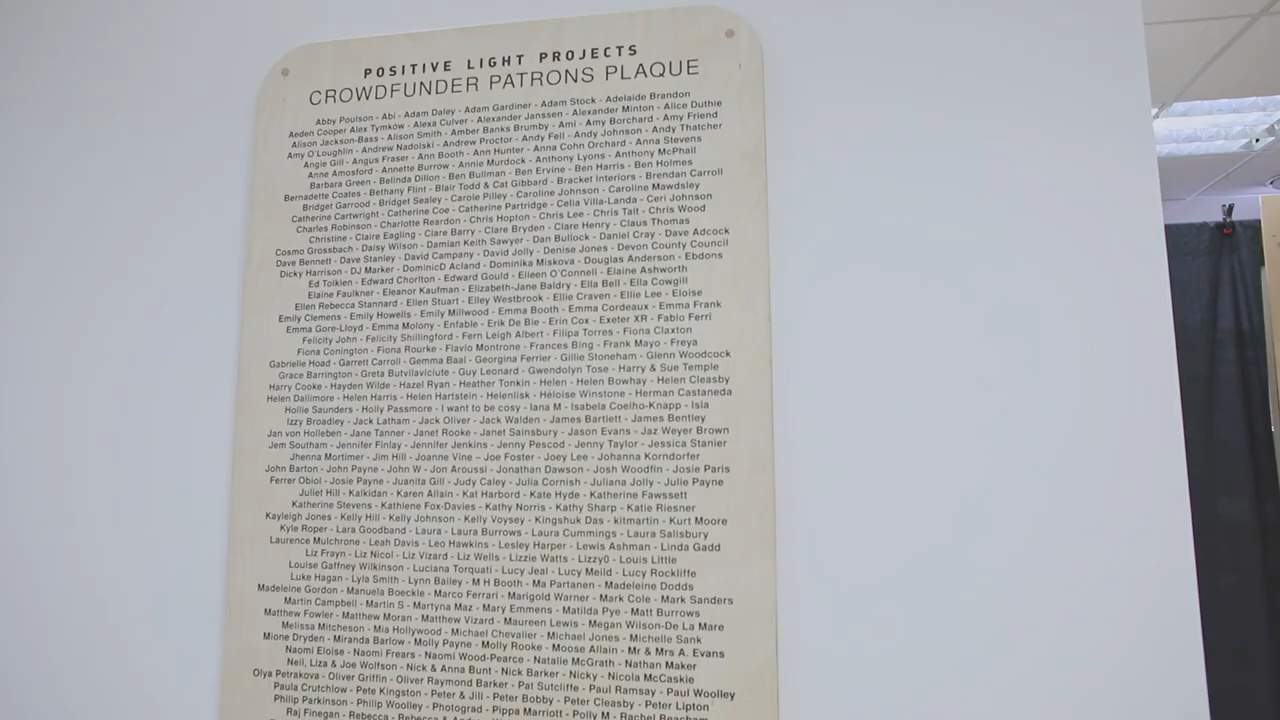 POSITIVE LIGHT PROJECTS
CROWDFUNDER PATRONS PLAQUE
Abby Poulson - Abi - Adam Daley - Adam Gardiner - Adam Stock - Adelaide Brandon
Aeden Cooper Alex Tymkow - Alexa Culver - Alexander Janssen - Alexander Minton - Alice Duthie
Alison Jackson-Bass - Alison Smith - Amber Banks Brumby - Ami - Amy Borchard - Amy Friend
Amy O'Loughlin - Andrew Nadolski - Andrew Proctor - Andy Fell - Andy Johnson - Andy Thatcher
Angie Gill - Angus Fraser - Ann Booth - Ann Hunter - Anna Cohn Orchard - Anna Stevens
Anne Amosford - Annette Burrow - Annie Murdock - Anthony Lyons - Anthony McPhail
Barbara Green - Belinda Dillon - Ben Bullman - Ben Ervine - Ben Harris - Ben Holmes
Bernadette Coates - Bethany Flint - Blair Todd & Cat Gibbard - Bracket Interiors - Brendan Carroll
Bridget Garrood - Bridget Sealey - Carole Pilley - Caroline Johnson - Caroline Mawdsley
Catherine Cartwright - Catherine Coe - Catherine Partridge - Celia Villa-Landa - Ceri Johnson
Charles Robinson - Charlotte Reardon - Chris Hopton - Chris Lee - Chris Tait - Chris Wood
Christine - Claire Eagling - Clare Barry - Clare Bryden - Clare Henry - Claus Thomas
Cosmo Grossbach - Daisy Wilson - Damian Keith Sawyer - Dan Bullock - Daniel Cray - Dave Adcock
Dave Bennett - Dave Stanley - David Campany - David Jolly - Denise Jones - Devon County Council
Dicky Harrison - DJ Marker - DominicD Acland - Dominika Miskova - Douglas Anderson - Ebdons
Ed Tolkien - Edward Chorlton - Edward Gould - Eileen O'Connell - Elaine Ashworth
Elaine Faulkner - Eleanor Kaufman - Elizabeth-Jane Baldry - Ella Bell - Ella Cowgill
Ellen Rebecca Stannard - Ellen Stuart - Elley Westbrook - Ellie Craven - Ellie Lee - Eloise
Emily Clemens - Emily Howells - Emily Millwood - Emma Booth - Emma Cordeaux - Emma Frank
Emma Gore-Lloyd - Emma Molony - Enfable - Erik De Bie - Erin Cox - Exeter XR - Fabio Ferri
Felicity John - Felicity Shillingford - Fern Leigh Albert - Filipa Torres - Fiona Claxton
Fiona Conington - Fiona Rourke - Flavio Montrone - Frances Bing - Frank Mayo - Freya
Gabrielle Hoad - Garrett Carroll - Gemma Baal - Georgina Ferrier - Gillie Stoneham - Glenn Woodcock
Grace Barrington - Greta Butvilaviciute - Guy Leonard - Gwendolyn Tose - Harry & Sue Temple
Harry Cooke - Hayden Wilde - Hazel Ryan - Heather Tonkin - Helen - Helen Bowhay - Helen Cleasby
Helen Dallimore - Helen Harris - Helen Hartstein - Helenlisk - Héloise Winstone - Herman Castaneda
Hollie Saunders - Holly Passmore - I want to be cosy - Iana M - Isabela Coelho-Knapp - Isla
Izzy Broadley - Jack Latham - Jack Oliver - Jack Walden - James Bartlett - James Bentley
Jan von Holleben - Jane Tanner - Janet Rooke - Janet Sainsbury - Jason Evans - Jaz Weyer Brown
Jem Southam - Jennifer Finlay - Jennifer Jenkins - Jenny Pescod - Jenny Taylor - Jessica Stanier
Jhenna Mortimer - Jim Hill - Joanne Vine – Joe Foster - Joey Lee - Johanna Korndorfer
John Barton - John Payne - John W - Jon Aroussi - Jonathan Dawson - Josh Woodfin - Josie Paris
Ferrer Obiol - Josie Payne - Juanita Gill - Judy Caley - Julia Cornish - Juliana Jolly - Julie Payne
Juliet Hill - Kalkidan - Karen Allain - Kat Harbord - Kate Hyde - Katherine Fawssett
Katherine Stevens - Kathlene Fox-Davies - Kathy Norris - Kathy Sharp - Katie Riesner
Kayleigh Jones - Kelly Hill - Kelly Johnson - Kelly Voysey - Kingshuk Das - kitmartin - Kurt Moore
Kyle Roper - Lara Goodband - Laura - Laura Burrows - Laura Cummings - Laura Salisbury
Laurence Mulchrone - Leah Davis - Leo Hawkins - Lesley Harper - Lewis Ashman - Linda Gadd
Liz Frayn - Liz Nicol - Liz Vizard - Liz Wells - Lizzie Watts - Lizzy0 - Louis Little
Louise Gaffney Wilkinson - Luciana Torquati - Lucy Jeal - Lucy Meild - Lucy Rockliffe
Luke Hagan - Lyla Smith - Lynn Bailey - M H Booth - Ma Partanen - Madeleine Dodds
Madeleine Gordon - Manuela Boeckle - Marco Ferrari - Marigold Warner - Mark Cole - Mark Sanders
Martin Campbell - Martin S - Martyna Maz - Mary Emmens - Matilda Pye - Matt Burrows
Matthew Fowler - Matthew Moran - Matthew Vizard - Maureen Lewis - Megan Wilson-De La Mare
Melissa Mitcheson - Mia Hollywood - Michael Chevalier - Michael Jones - Michelle Sank
Mione Dryden - Miranda Barlow - Molly Payne - Molly Rooke - Moose Allain - Mr & Mrs A. Evans
Naomi Eloise - Naomi Frears - Naomi Wood-Pearce - Natalie McGrath - Nathan Maker
Neil, Liza & Joe Wolfson - Nick & Anna Bunt - Nick Barker - Nicky - Nicola McCaskie
Olya Petrakova - Oliver Griffin - Oliver Raymond Barker - Pat Sutcliffe - Paul Ramsay - Paul Woolley
Paula Crutchlow - Pete Kingston - Peter & Jill - Peter Bobby - Peter Cleasby - Peter Lipton
Philip Parkinson - Philip Woolley - Photograd - Pippa Marriott - Polly M - Rachel
Raj Finegan - Rebecca - Rebecca &